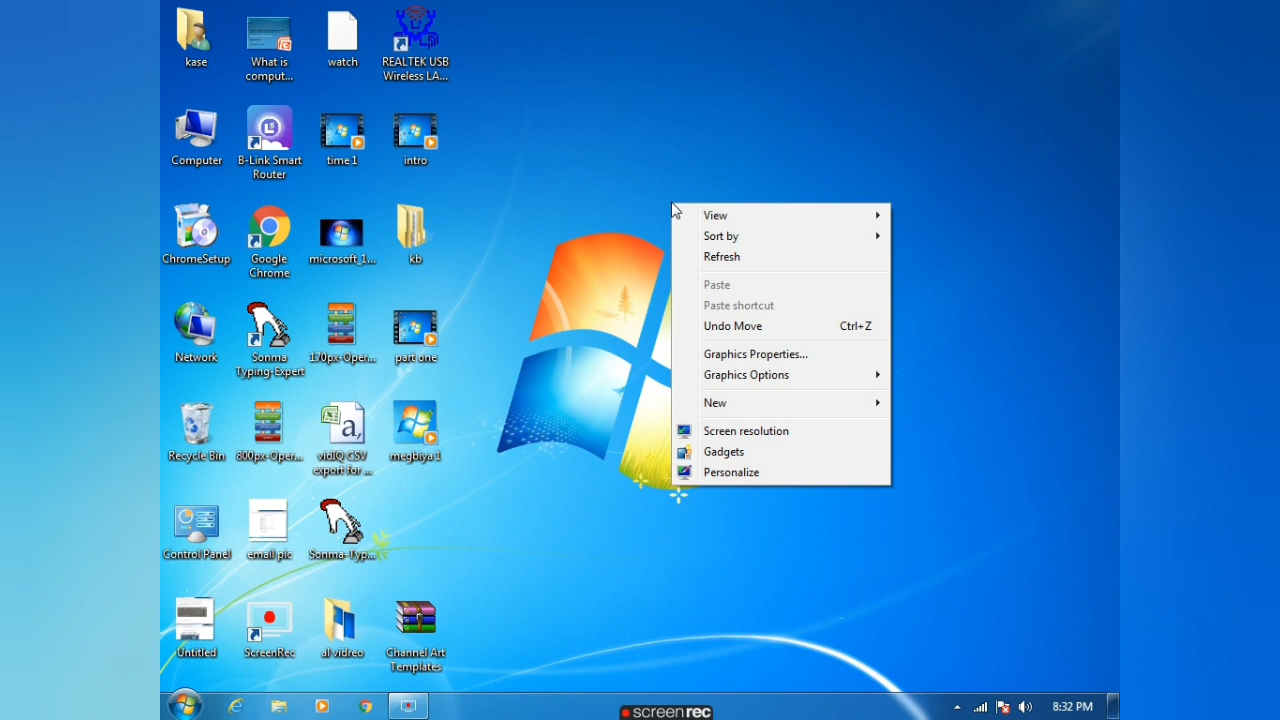 kase
What is
comput...
watch
REALTEK USB
Wireless LA...
Computer
B-Link Smart
Router
time 1
intro
ChromeSetup
Google
Chrome
microsoft_1...
kb
Network
Sonma
Typing-Expert
170px-Oper...
part one
Recycle Bin
800px-Oper...
vidIQ CSV
export for ...
megbiya 1
Control Panel
email pic
Sonma-Typ...
Untitled
ScreenRec
al vidreo
Channel Art
Templates
View
Sort by
Refresh
Paste
Paste shortcut
Undo Move Ctrl+Z
Graphics Properties...
Graphics Options
New
Screen resolution
Gadgets
Personalize
screenrec
8:32 PM